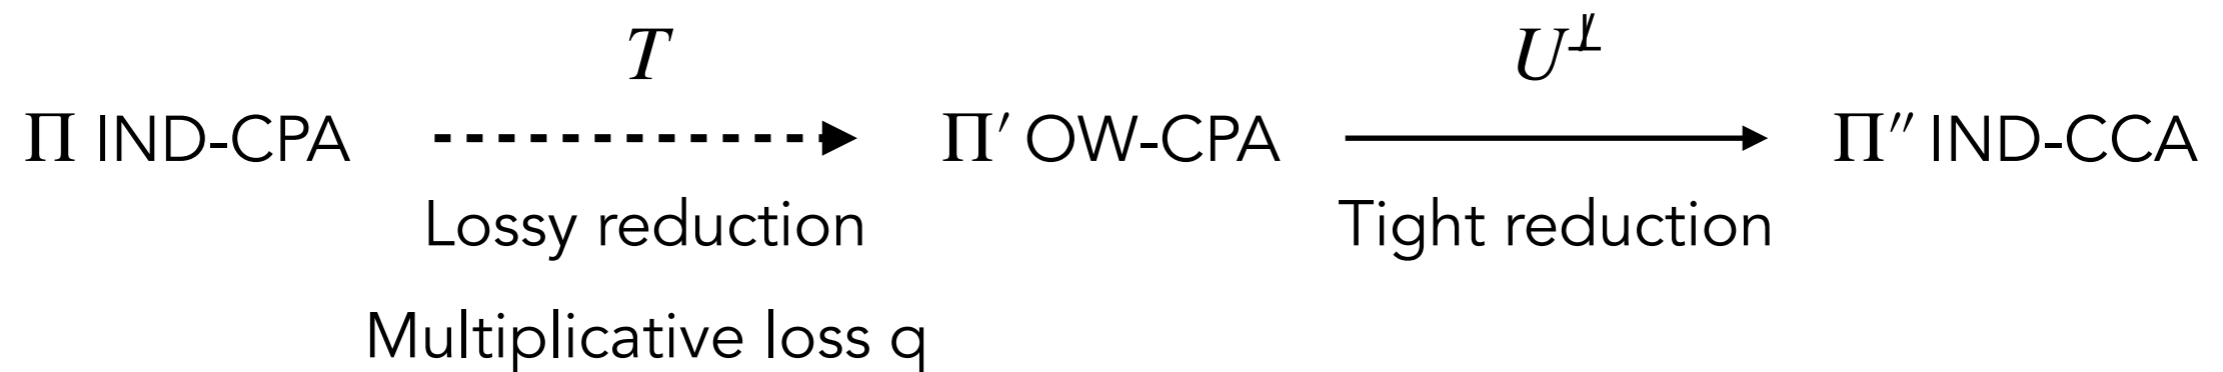 T U^⊥̸
Π IND-CPA Π′ OW-CPA Π″ IND-CCA
Lossy reduction Tight reduction
Multiplicative loss q